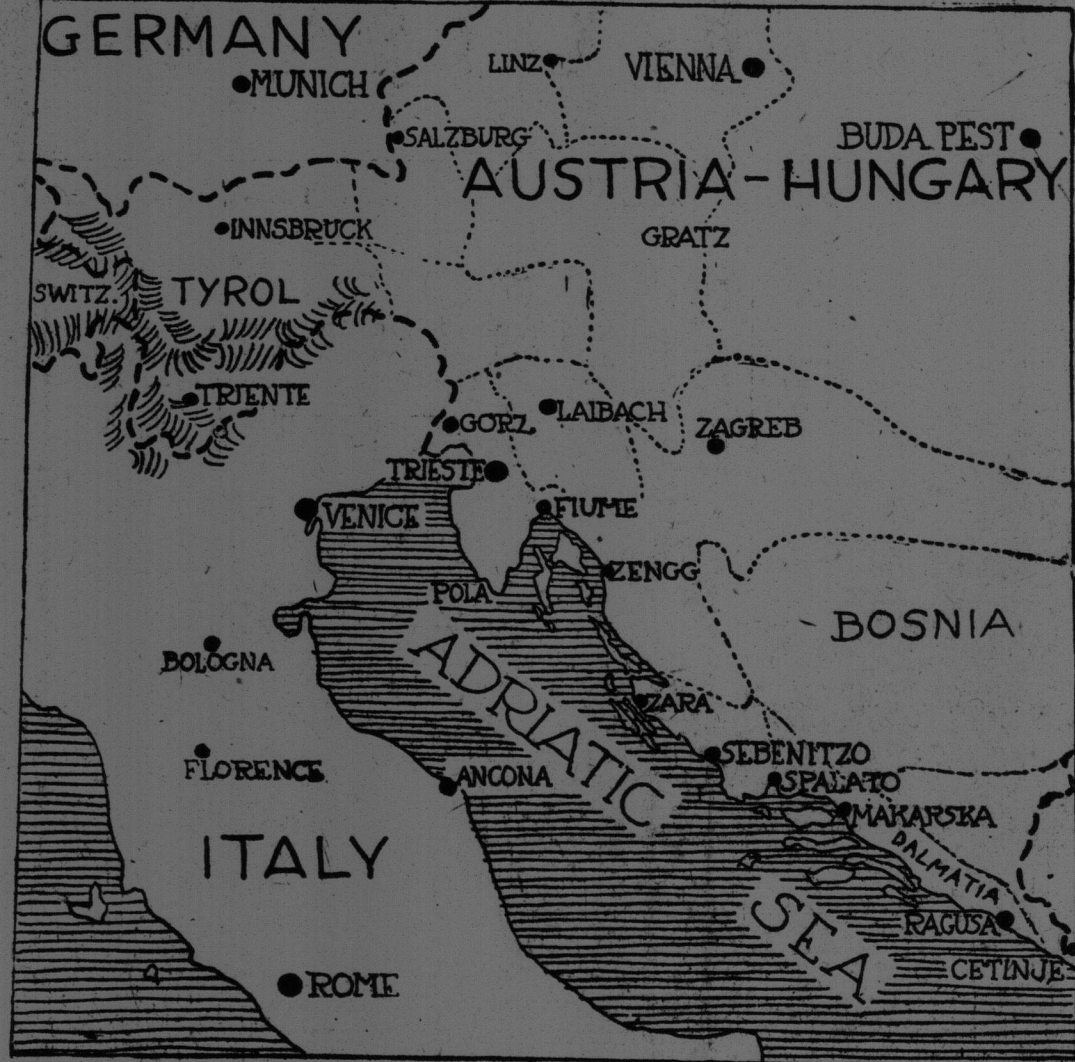 GERMANY
MUNICH
LINZ
VIENNA
SALZBURG
BUDA PEST
AUSTRIA-HUNGARY
INNSBRUCK
GRATZ
SWITZ.
TYROL
TRIENTE
GORZ.
LAIBACH
ZAGREB
TRIESTE
VENICE
FIUME
ZENGG
POLA
BOSNIA
BOLOGNA
ADRIATIC
ZARA
SEBENITZO
FLORENCE
ANCONA
SPALATO
MAKARSKA
ITALY
DALMATIA
SEA
RAGUSA
CETINJE
ROME